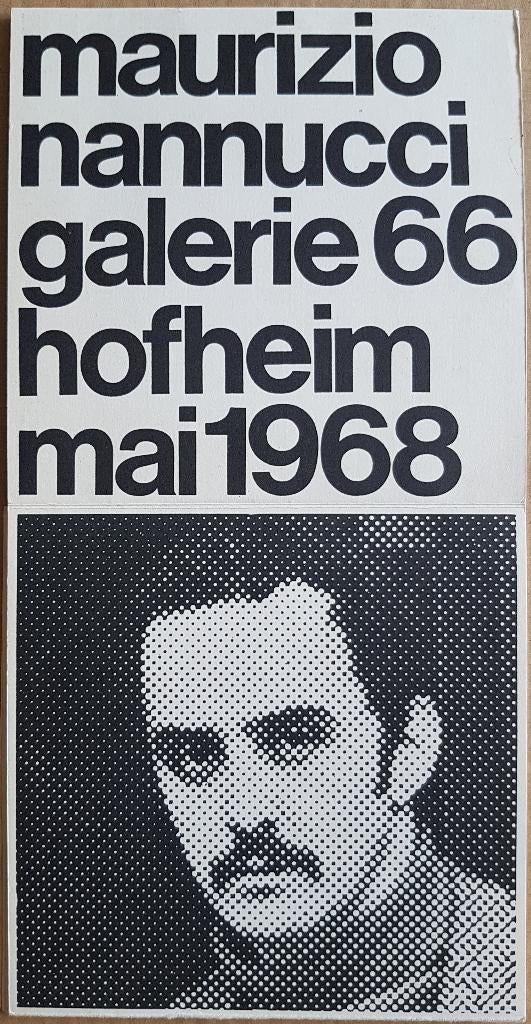 maurizio
nannucci
galerie 66
hofheim
mai 1968